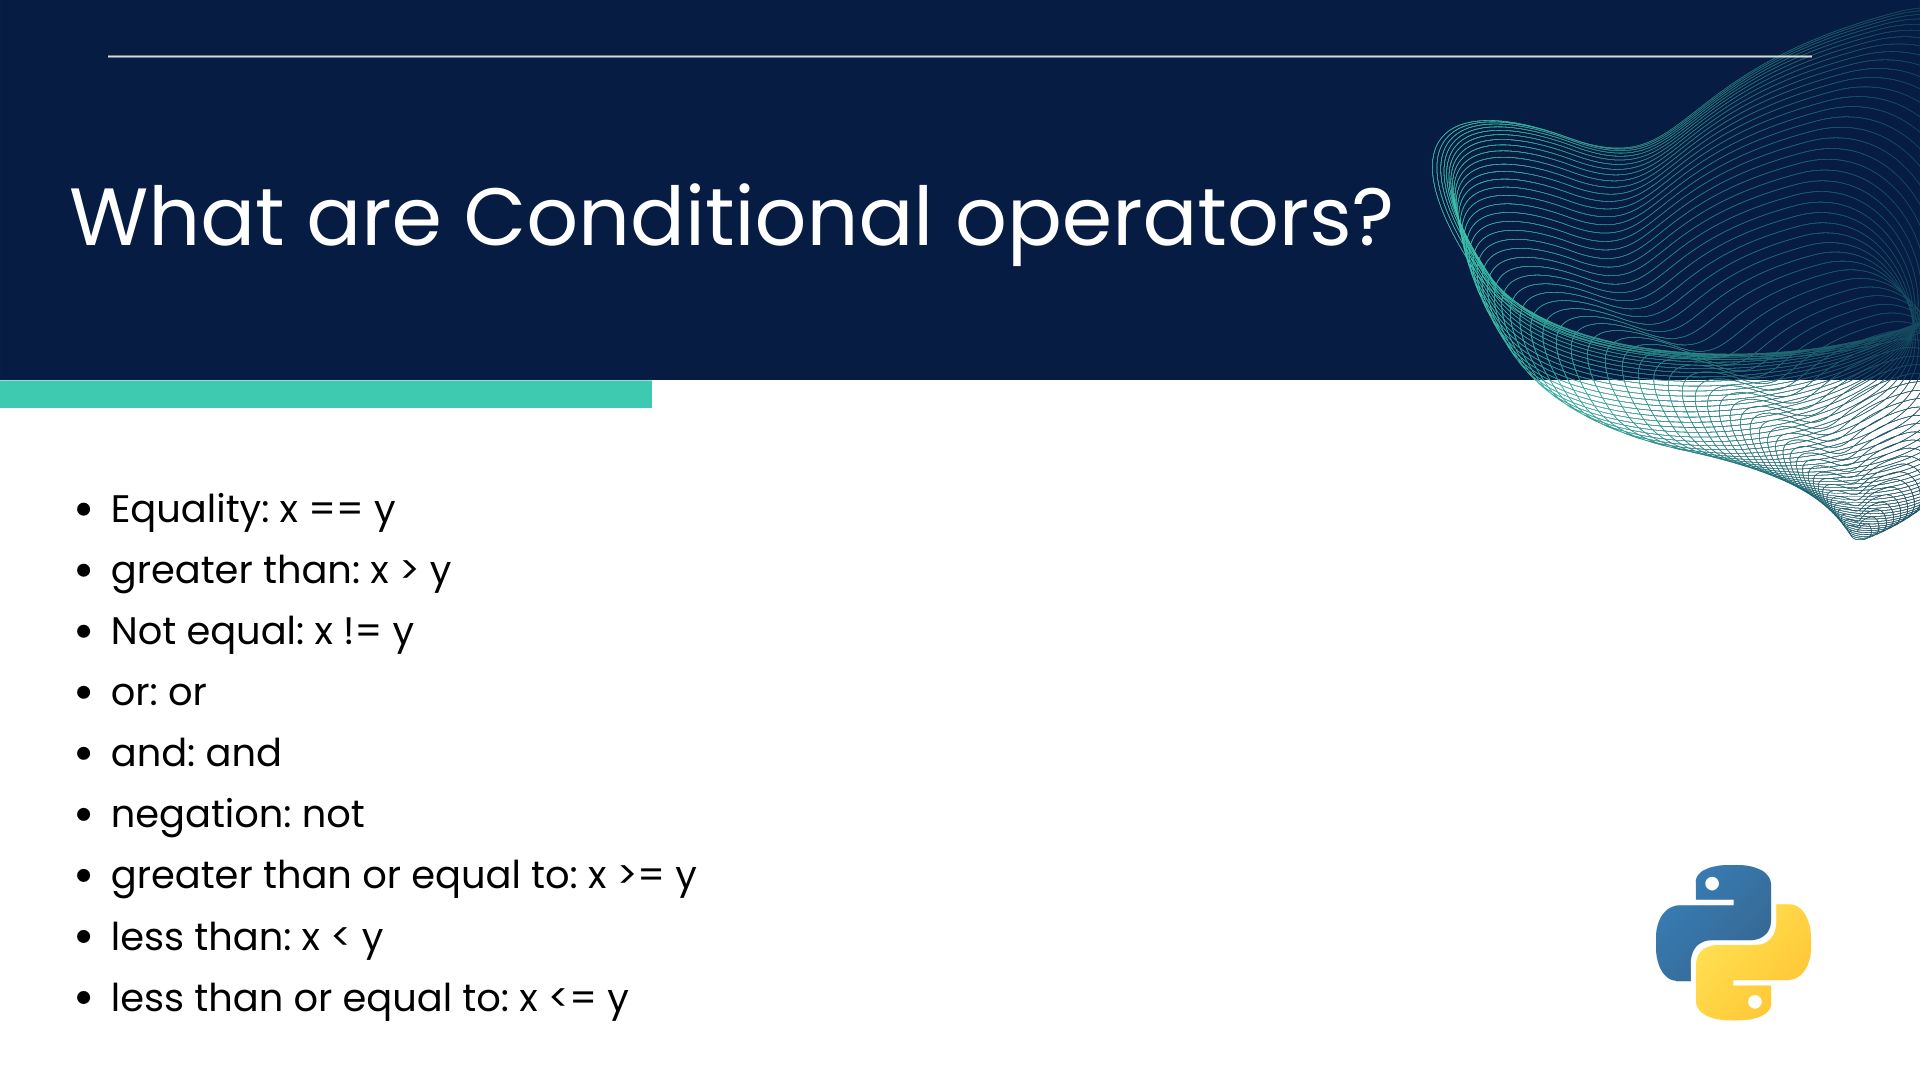 What are Conditional operators?
• Equality: x == y
• greater than: x > y
• Not equal: x != y
• or: or
• and: and
• negation: not
• greater than or equal to: x >= y
• less than: x < y
• less than or equal to: x <= y